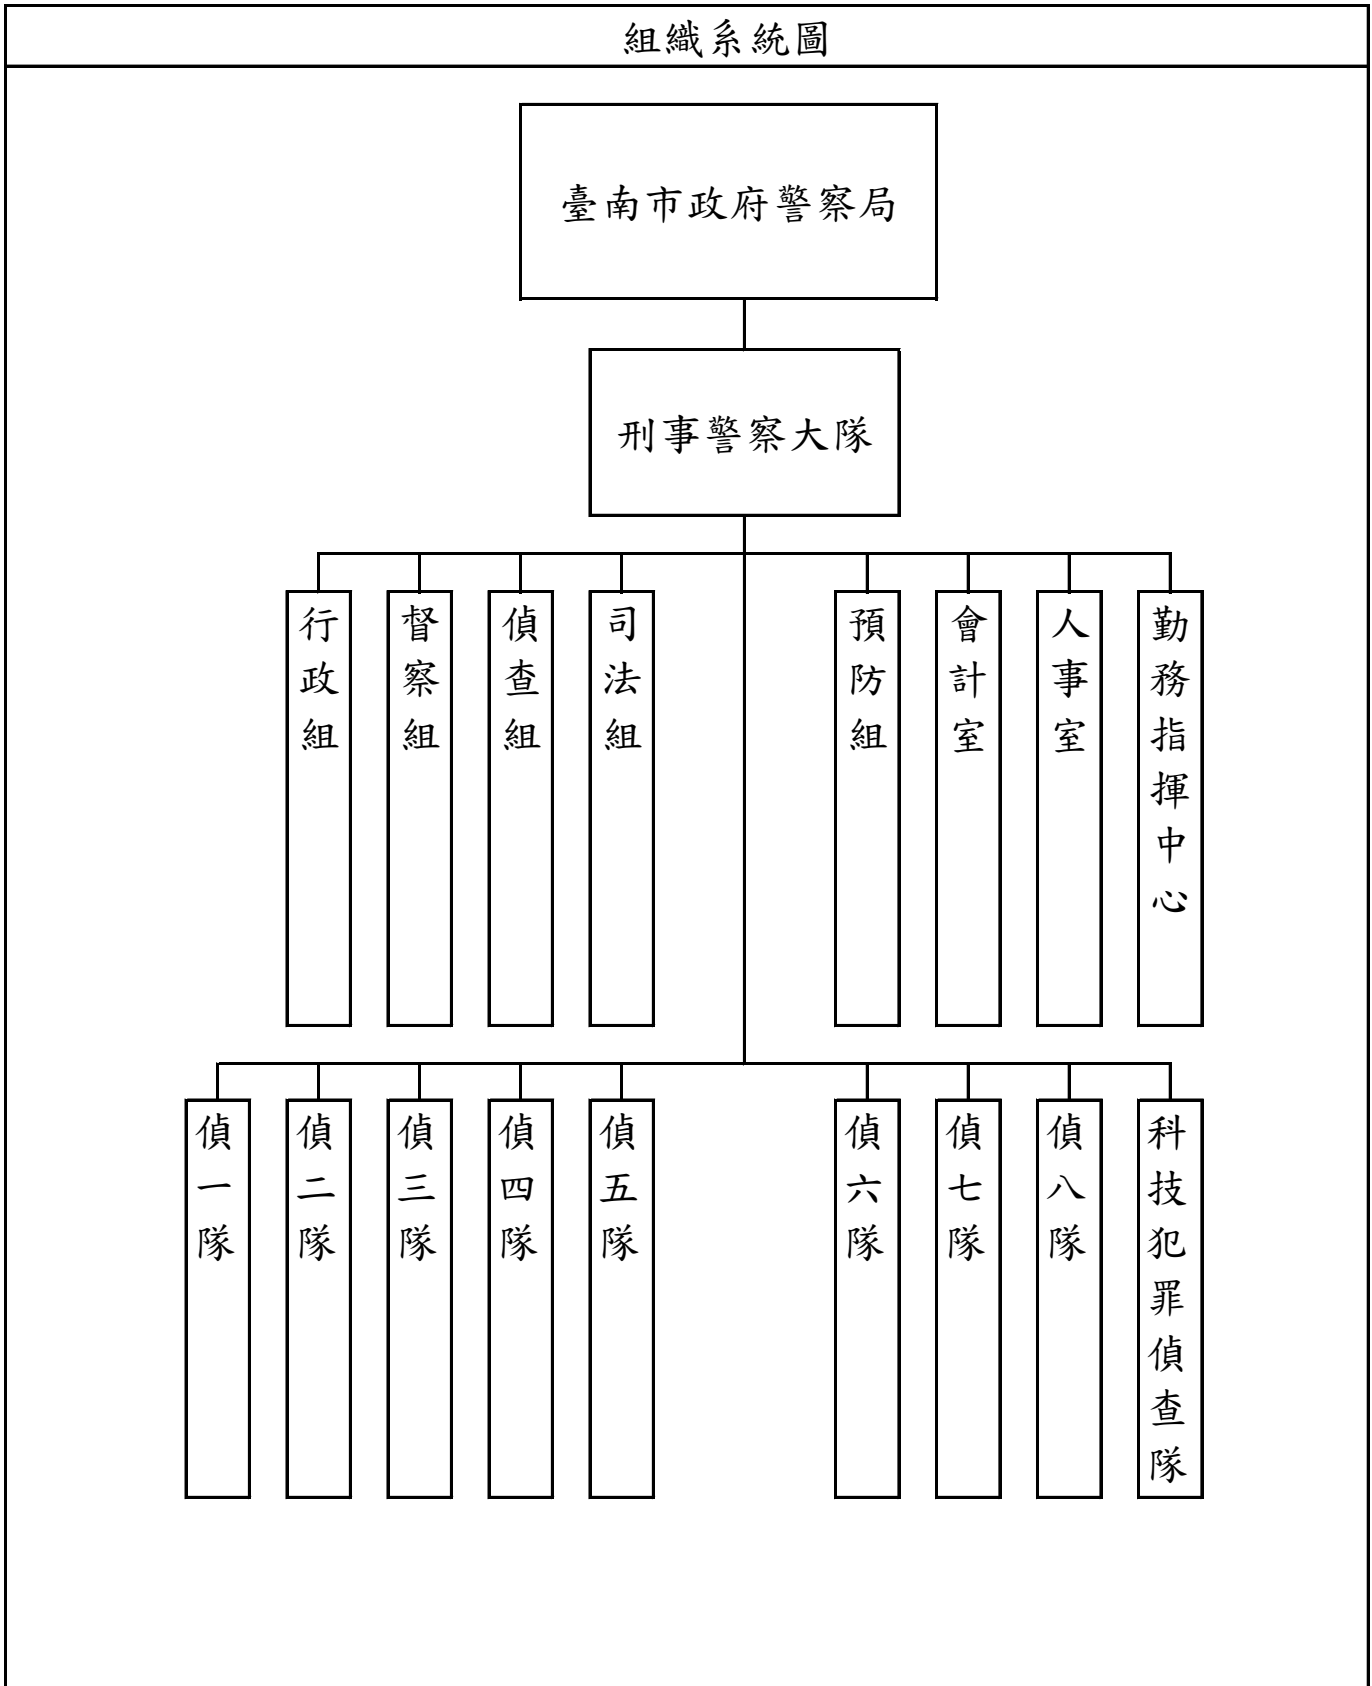 組織系統圖
臺南市政府警察局
刑事警察大隊
行政組
督察組
偵查組
司法組
預防組
會計室
人事室
勤務指揮中心
偵一隊
偵二隊
偵三隊
偵四隊
偵五隊
偵六隊
偵七隊
偵八隊
科技犯罪偵查隊